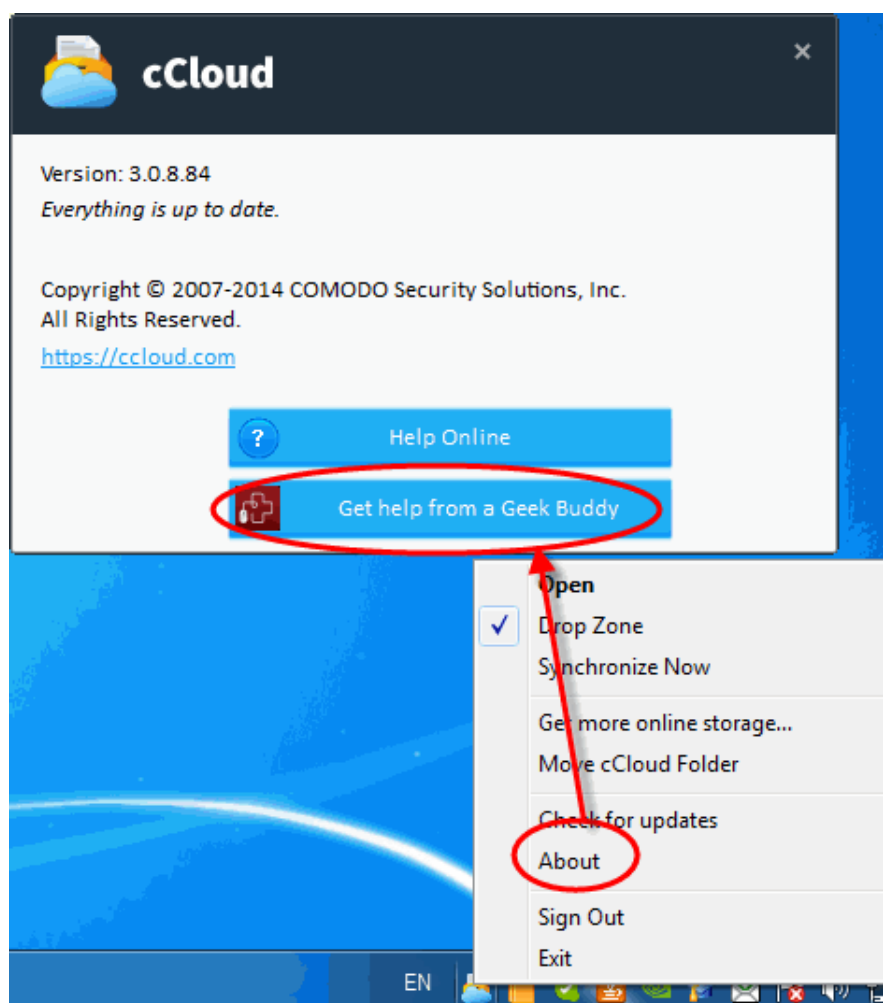 cCloud
Version: 3.0.8.84
Everything is up to date.
Copyright © 2007-2014 COMODO Security Solutions, Inc.
All Rights Reserved.
https://ccloud.com
Help Online
Get help from a Geek Buddy
Open
Drop Zone
Synchronize Now
Get more online storage...
Move cCloud Folder
Check for updates
About
Sign Out
Exit
EN